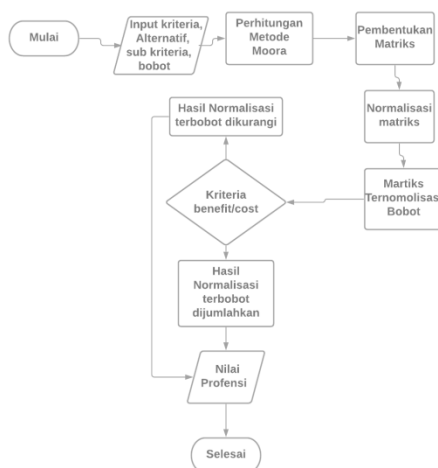 Mulai
Input kriteria,
Alternatif,
sub kriteria,
bobot
Perhitungan
Metode
Moora
Pembentukan
Matriks
Normalisasi
matriks
Martiks
Ternomolisasi
Bobot
Kriteria
benefit/cost
Hasil Normalisasi
terbobot dikurangi
Hasil
Normalisasi
terbobot
dijumlahkan
Nilai
Profensi
Selesai